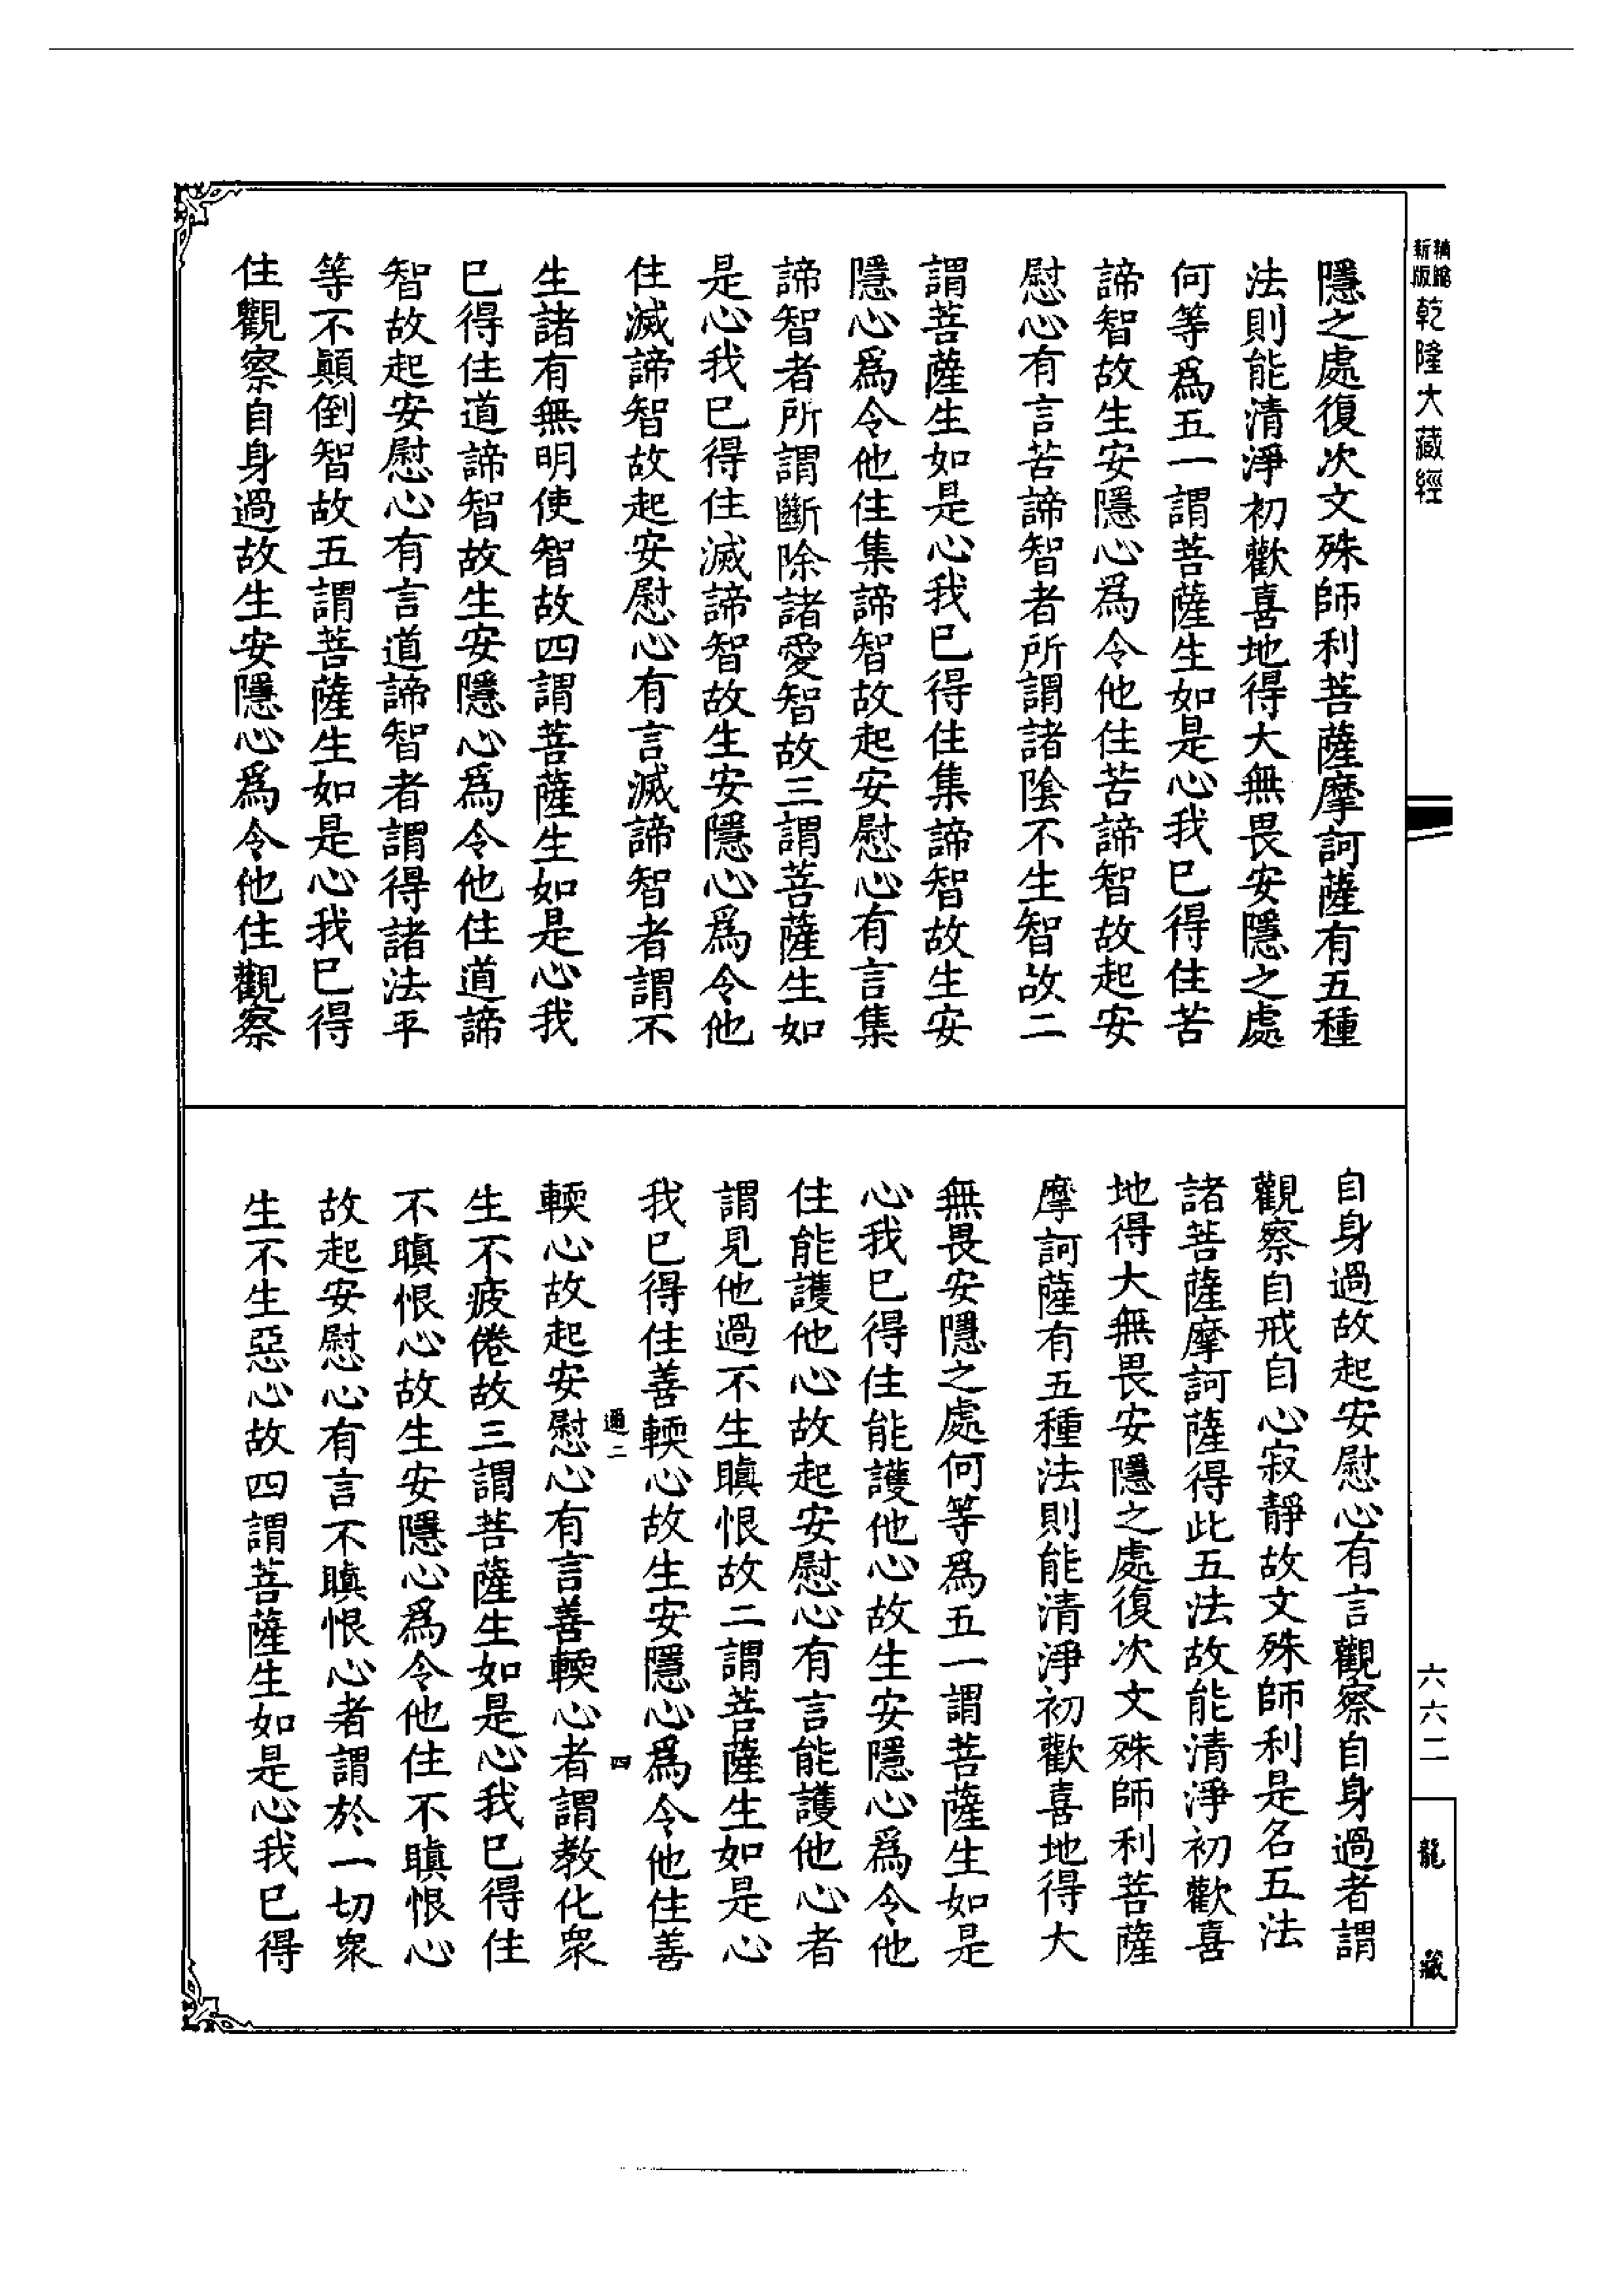 新版精縮乾隆大藏經
隱之處復次文殊師利菩薩摩訶薩有五種
法則能清淨初歡喜地得大無畏安隱之處
何等為五一謂菩薩生如是心我已得住苦
諦智故生安隱心為令他住苦諦智故起安
慰心有言苦諦智者所謂諸陰不生智故二
謂菩薩生如是心我已得住集諦智故生安
隱心為令他住集諦智故起安慰心有言集
諦智者所謂斷除諸愛智故三謂菩薩生如
是心我已得住滅諦智故生安隱心為令他
住滅諦智故起安慰心有言滅諦智者謂不
生諸有無明使智故四謂菩薩生如是心我
已得住道諦智故生安隱心為令他住道諦
智故起安慰心有言道諦智者謂得諸法平
等不顛倒智故五謂菩薩生如是心我已得
住觀察自身過故生安隱心為令他住觀察
自身過故起安慰心有言觀察自身過者謂
觀察自戒自心寂靜故文殊師利是名五法
諸菩薩摩訶薩得此五法故能清淨初歡喜
地得大無畏安隱之處復次文殊師利菩薩
摩訶薩有五種法則能清淨初歡喜地得大
無畏安隱之處何等為五一謂菩薩生如是
心我已得住能護他心故生安隱心為令他
住能護他心故起安慰心有言能護他心者
謂見他過不生瞋恨故二謂菩薩生如是心
我已得住善輭心故生安隱心為令他住善
過二
四
輭心故起安慰心有言善輭心者謂教化眾
生不疲倦故三謂菩薩生如是心我已得住
不瞋恨心故生安隱心為令他住不瞋恨心
故起安慰心有言不瞋恨心者謂於一切眾
生不生惡心故四謂菩薩生如是心我已得
六六二
龍藏